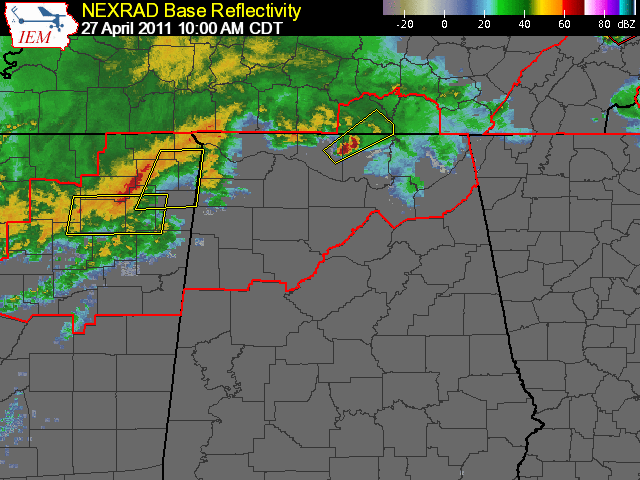 NEXRAD Base Reflectivity
27 April 2011 10:00 AM CDT
IEM
-20 0 20 40 60 80 dBZ